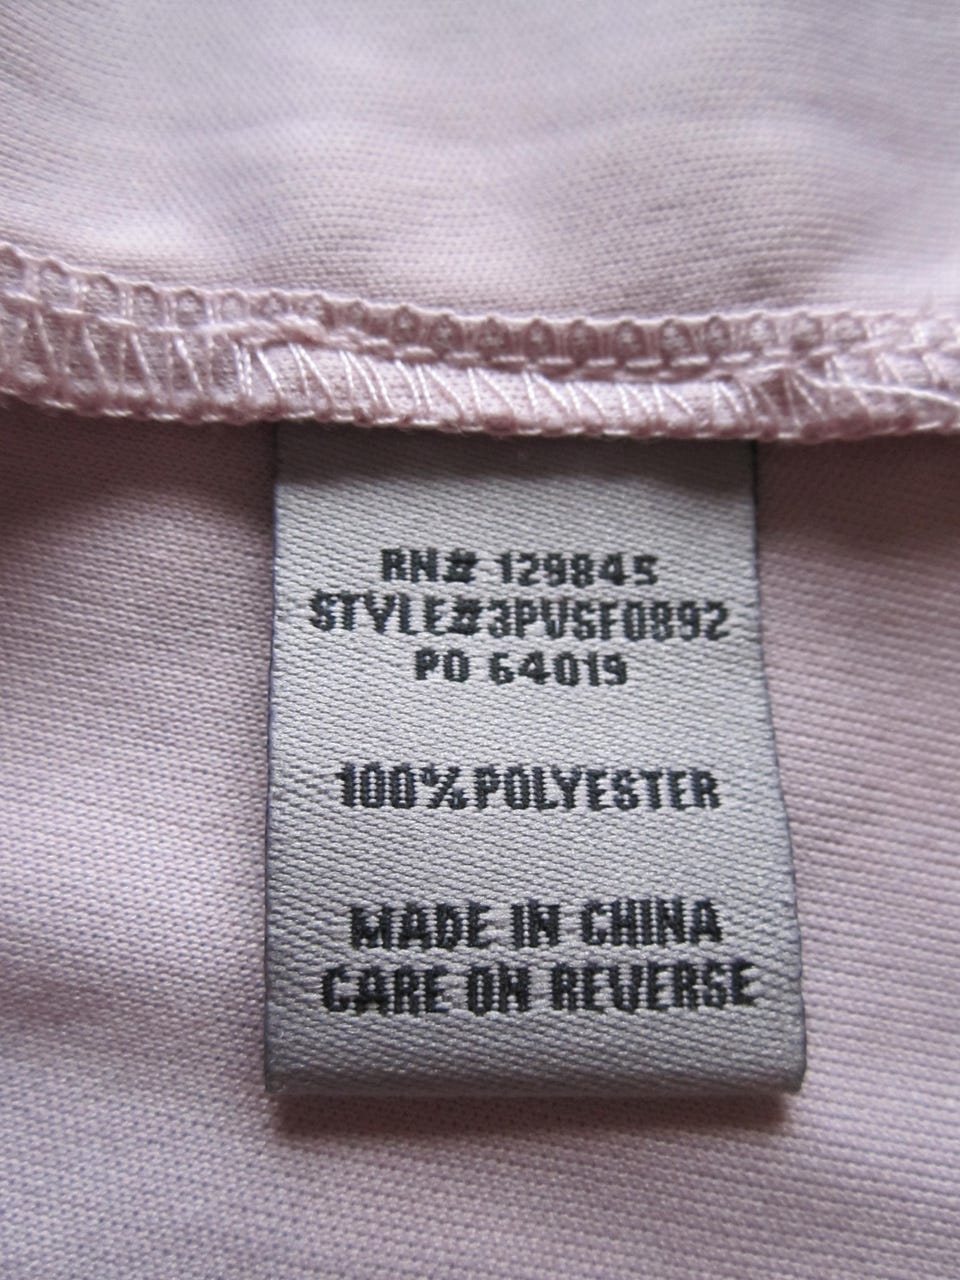 RN# 129845
STYLE#3PVSF0892
PO 64019
100% POLYESTER
MADE IN CHINA
CARE ON REVERSE